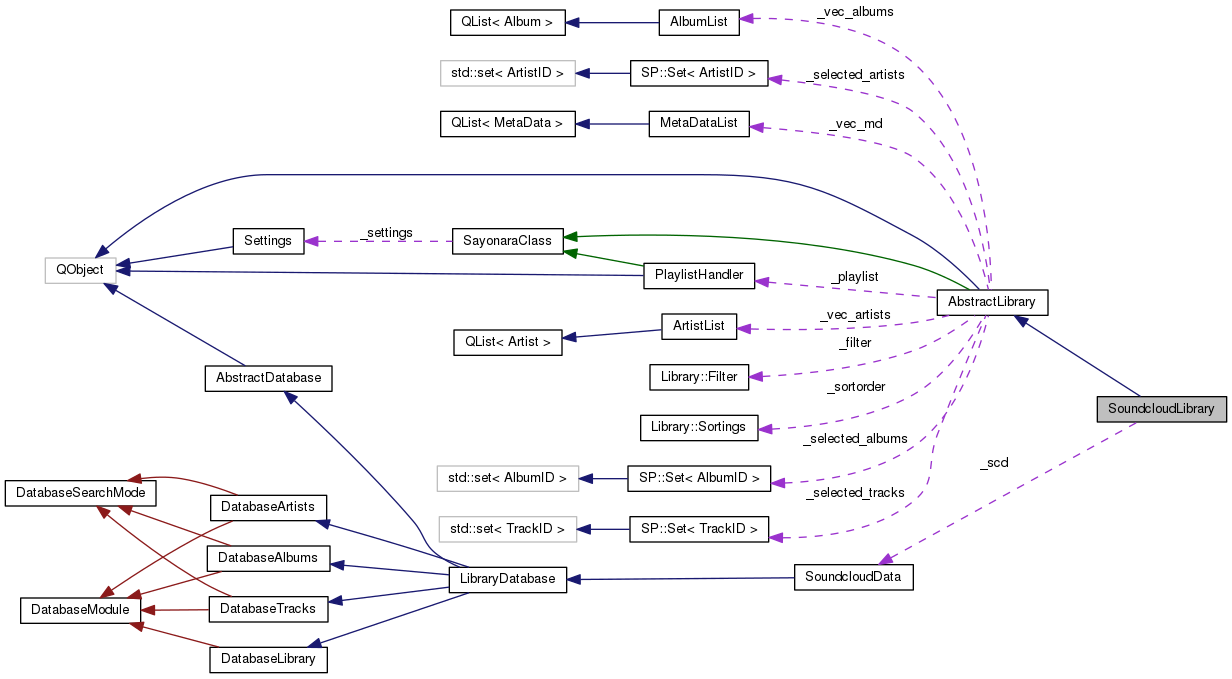 _vec_albums
QList< Album >
AlbumList
std::set< ArtistID >
SP::Set< ArtistID >
_selected_artists
QList< MetaData >
MetaDataList
_vec_md
Settings
_settings
SayonaraClass
QObject
PlaylistHandler
_playlist
AbstractLibrary
QList< Artist >
ArtistList
_vec_artists
_filter
AbstractDatabase
Library::Filter
_sortorder
SoundcloudLibrary
Library::Sortings
_selected_albums
_scd
std::set< AlbumID >
SP::Set< AlbumID >
_selected_tracks
DatabaseSearchMode
DatabaseArtists
std::set< TrackID >
SP::Set< TrackID >
DatabaseAlbums
LibraryDatabase
SoundcloudData
DatabaseModule
DatabaseTracks
DatabaseLibrary